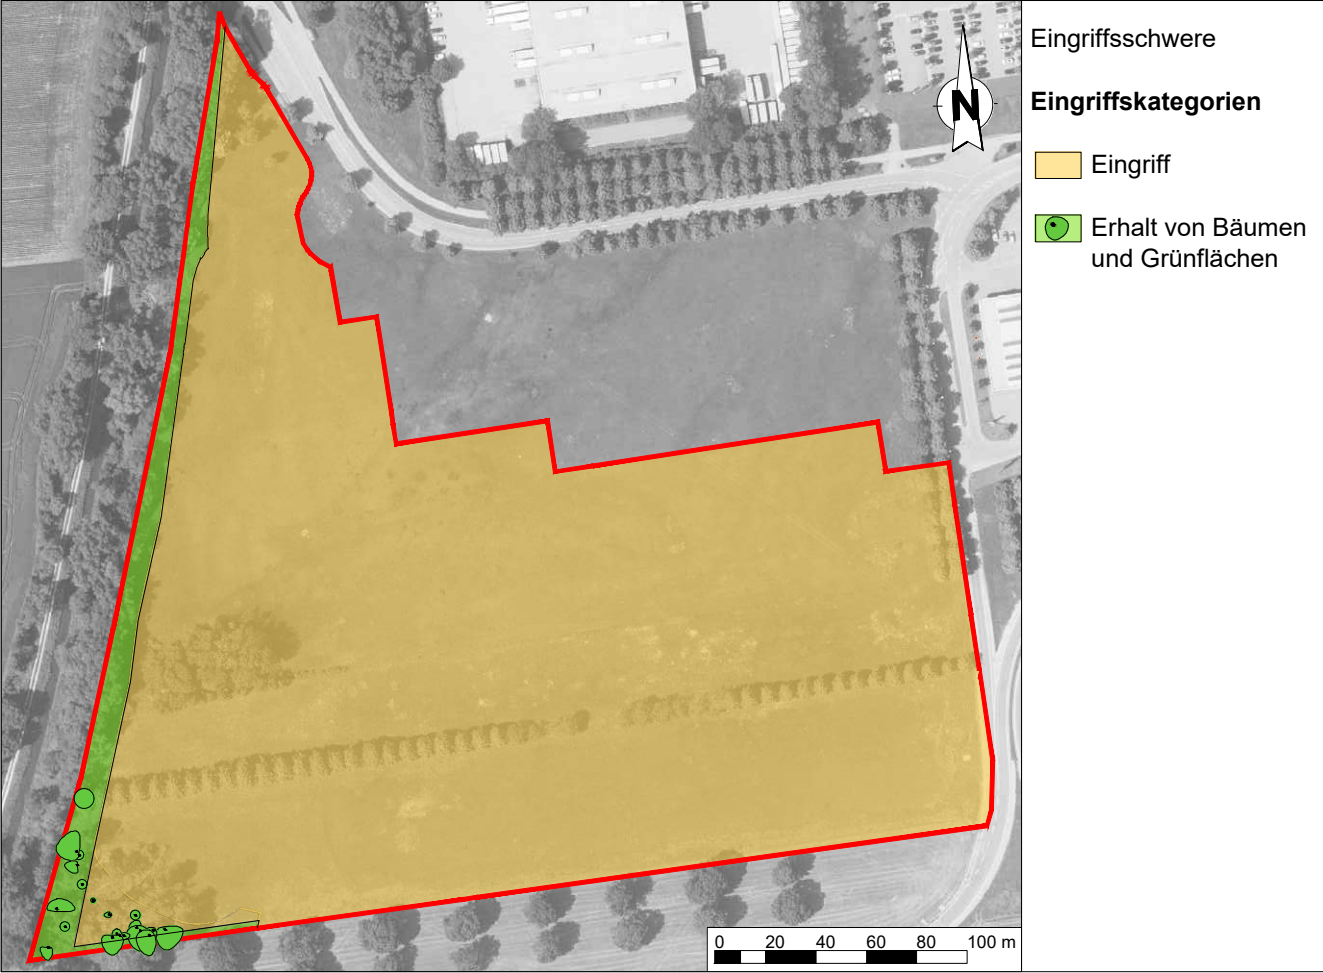 Eingriffsschwere
Eingriffskategorien
Eingriff
Erhalt von Bäumen
und Grünflächen
N
0 20 40 60 80 100 m